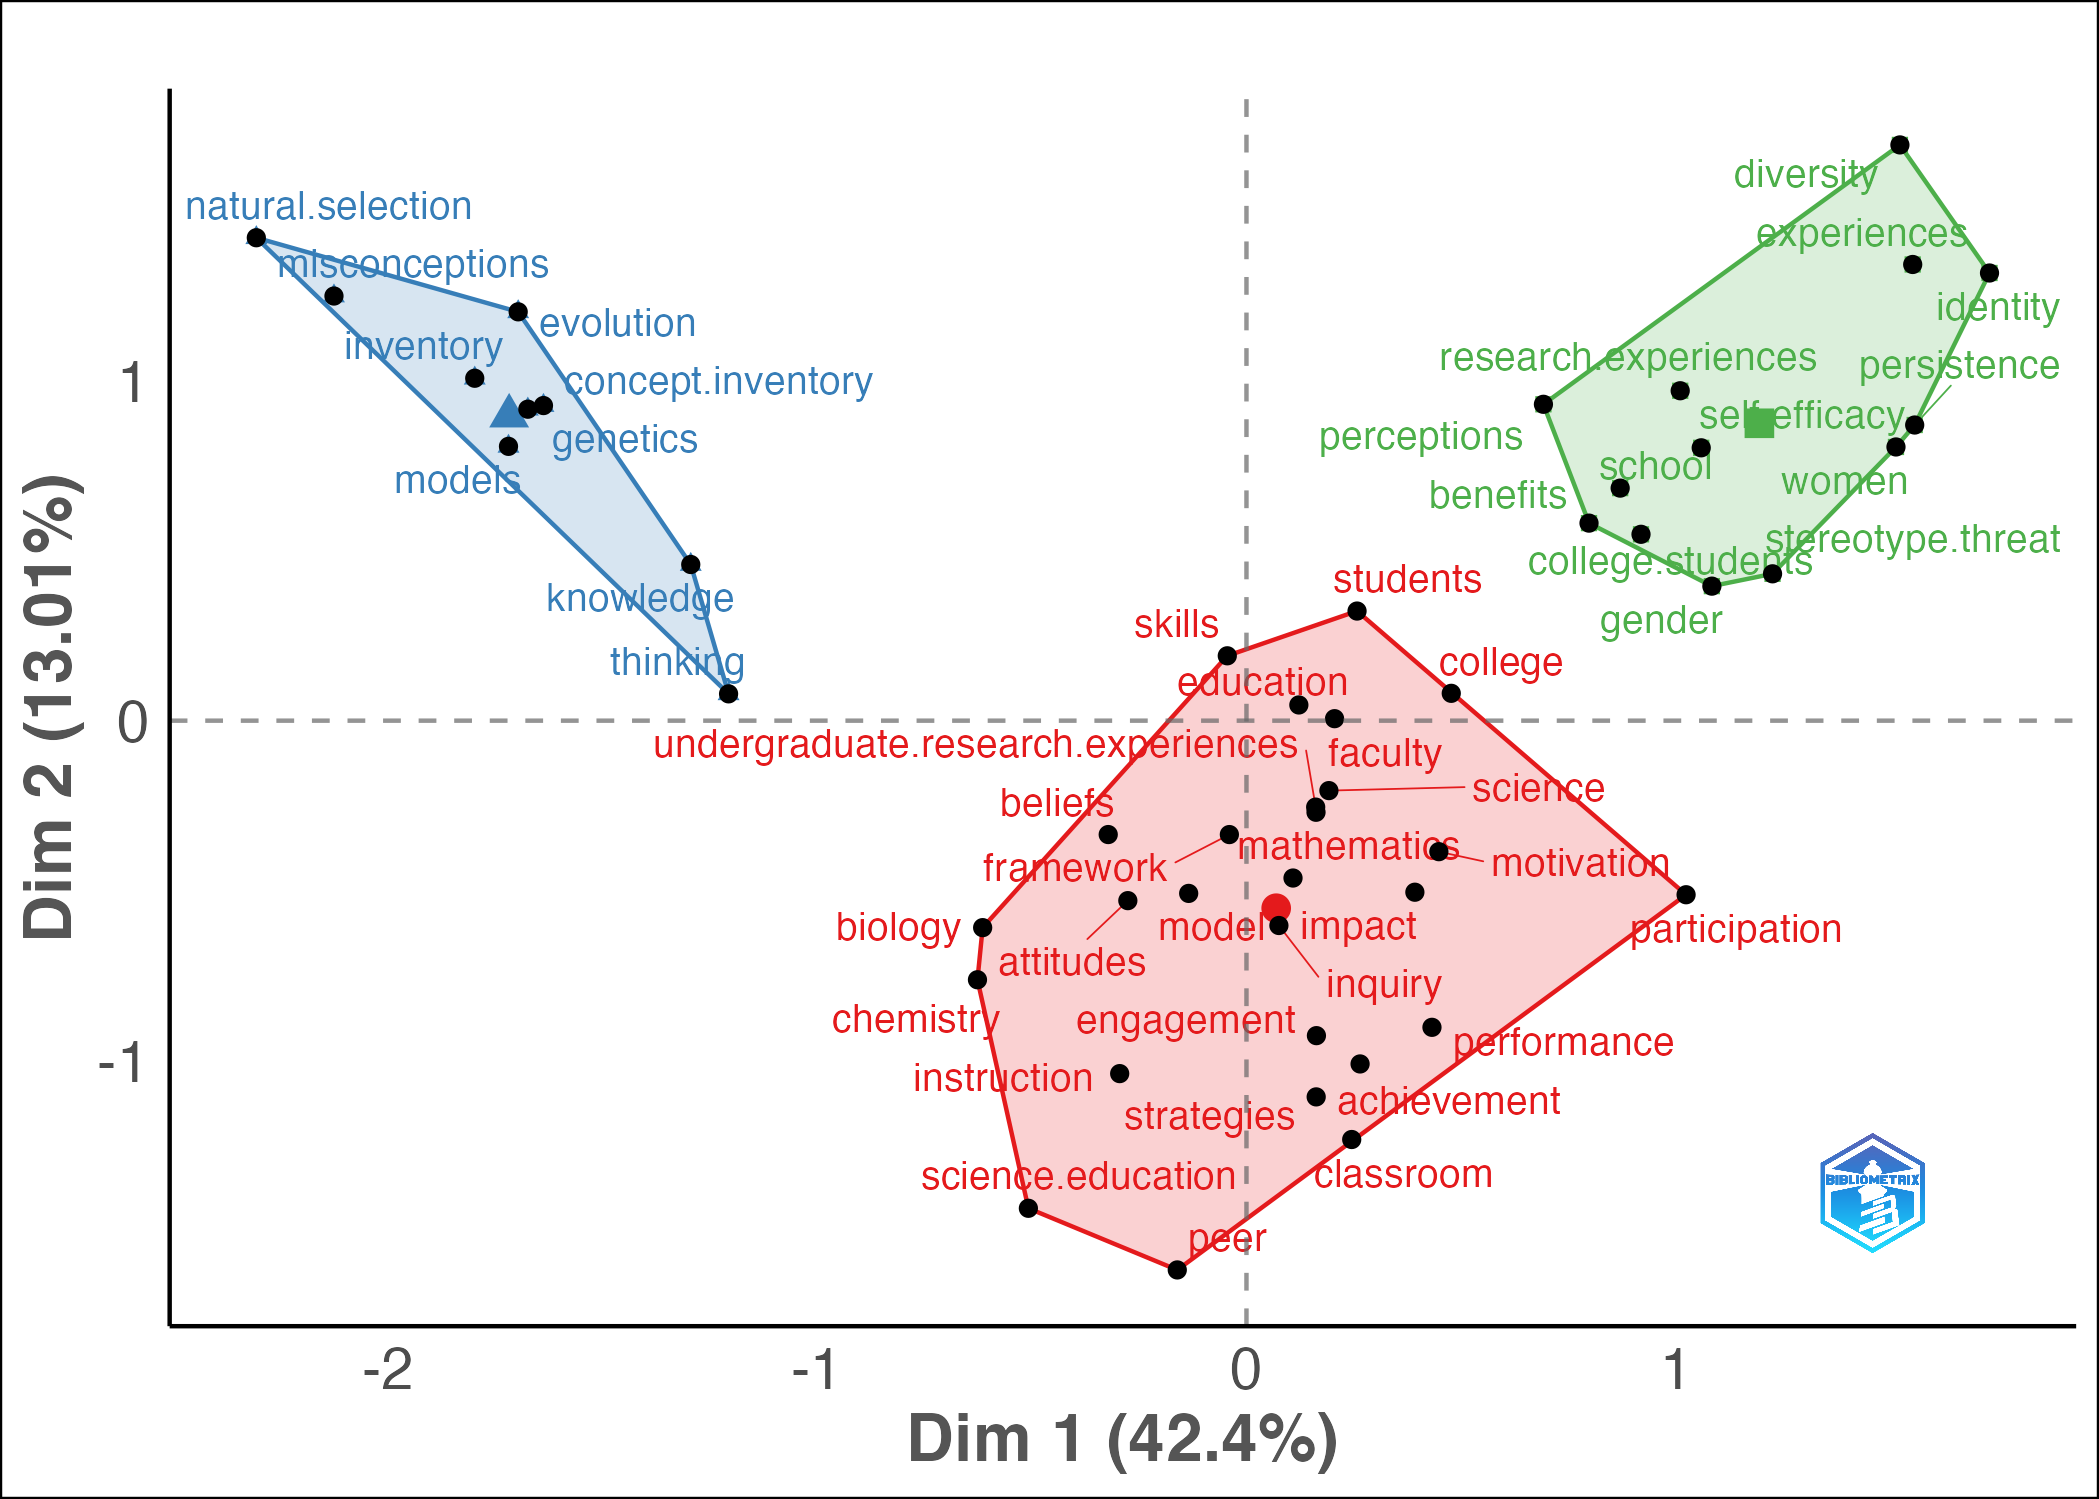 diversity
natural.selection
experiences
misconceptions
identity
evolution
inventory
research.experiences
persistence
concept.inventory
self.efficacy
perceptions
genetics
school
models
women
benefits
stereotype.threat
college.students
students
knowledge
gender
skills
thinking
college
education
undergraduate.research.experiences
faculty
science
beliefs
mathematics
motivation
framework
biology
model
impact
participation
attitudes
inquiry
chemistry
engagement
performance
instruction
achievement
strategies
science.education
classroom
peer
BIBLIOMETRIX
1
0
-1
Dim 2 (13.01%)
-2
-1
0
1
Dim 1 (42.4%)